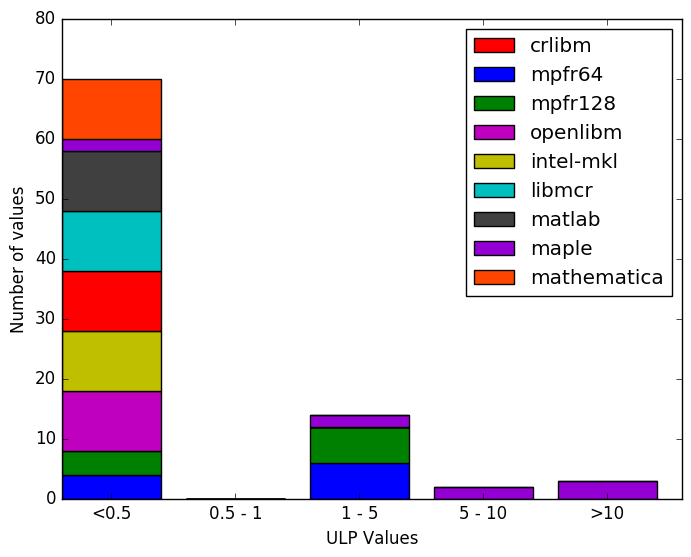 80
70
60
50
40
30
20
10
0
Number of values
crlibm
mpfr64
mpfr128
openlibm
intel-mkl
libmcr
matlab
maple
mathematica
<0.5
0.5 - 1
1 - 5
5 - 10
>10
ULP Values